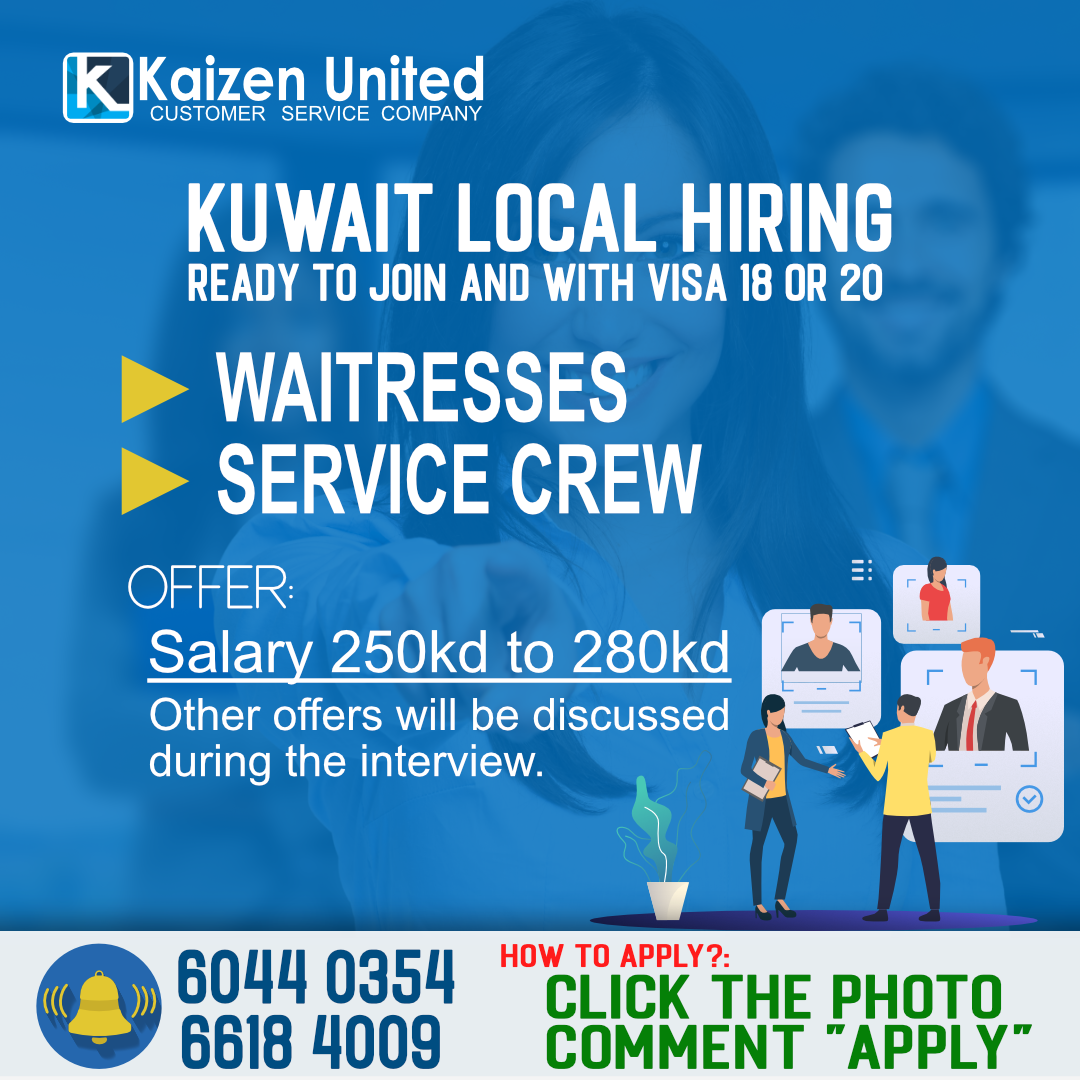 K Kaizen United
CUSTOMER SERVICE COMPANY
KUWAIT LOCAL HIRING
READY TO JOIN AND WITH VISA 18 OR 20
WAITRESSES
SERVICE CREW
OFFER:
Salary 250kd to 280kd
Other offers will be discussed
during the interview.
6044 0354
6618 4009
HOW TO APPLY?:
CLICK THE PHOTO
COMMENT "APPLY"